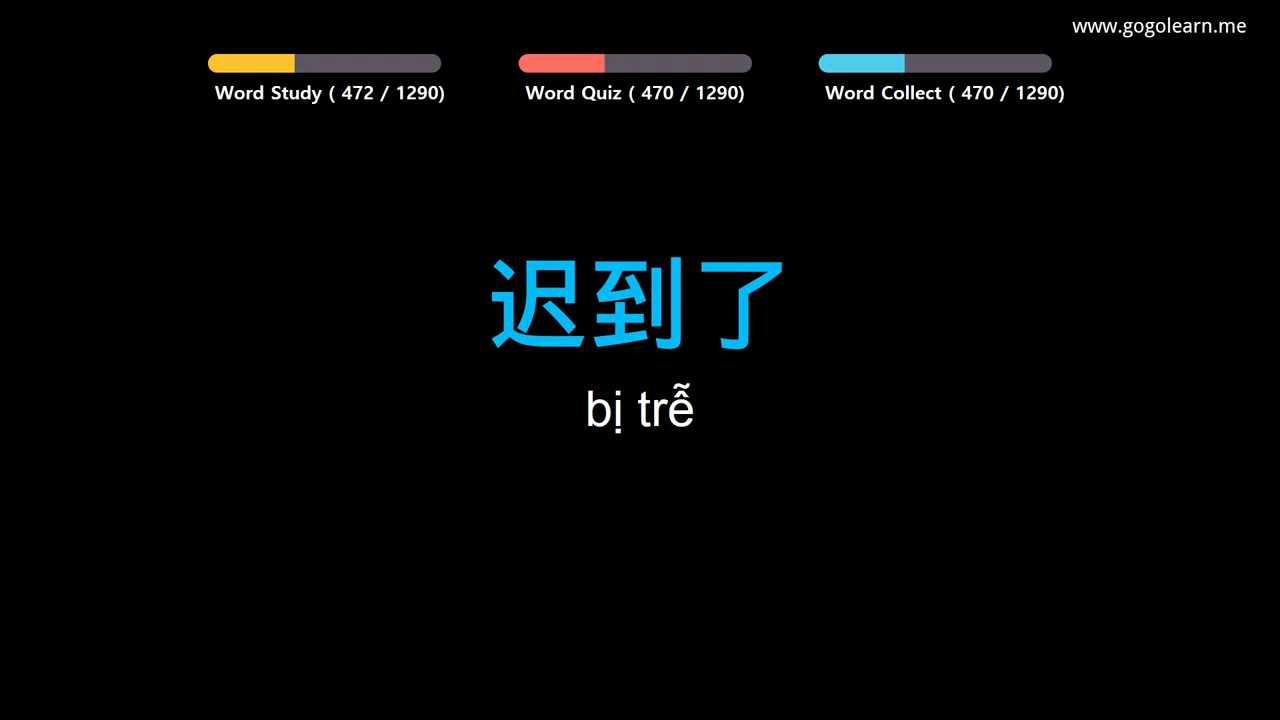 www.gogolearn.me
Word Study ( 472 / 1290)
Word Quiz ( 470 / 1290)
Word Collect ( 470 / 1290)
迟到了
bị trễ